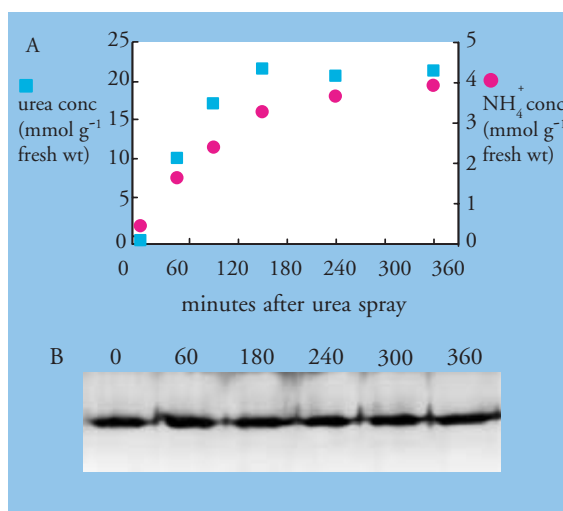 A
25
20
15
10
5
0
5
4
3
2
1
0
urea conc
(mmol g⁻¹
fresh wt)
NH₄⁺ conc
(mmol g⁻¹
fresh wt)
0 60 120 180 240 300 360
minutes after urea spray
B
0 60 180 240 300 360